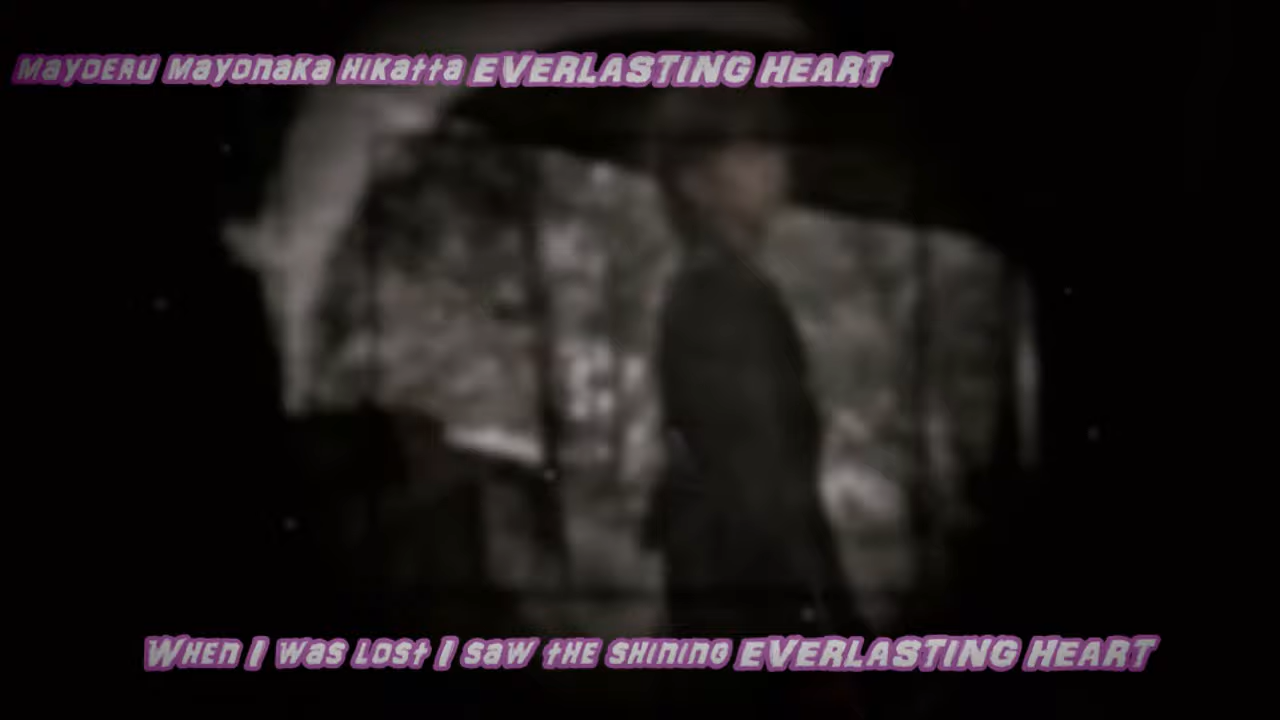 Mayoeru Mayonaka Hikatta EVERLASTING HEART
When I was lost I saw the shining EVERLASTING HEART